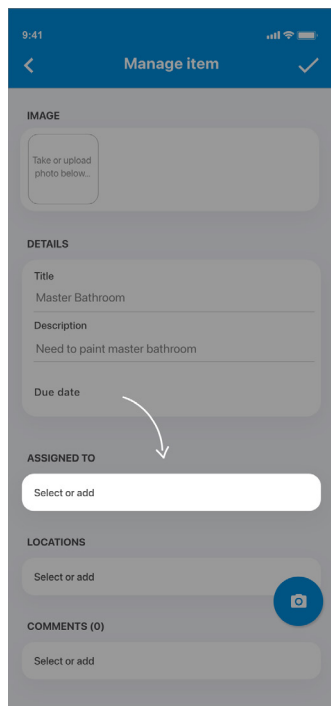 9:41
Manage item
IMAGE
Take or upload
photo below..
DETAILS
Title
Master Bathroom
Description
Need to paint master bathroom
Due date
ASSIGNED TO
Select or add
LOCATIONS
Select or add
COMMENTS (0)
Select or add